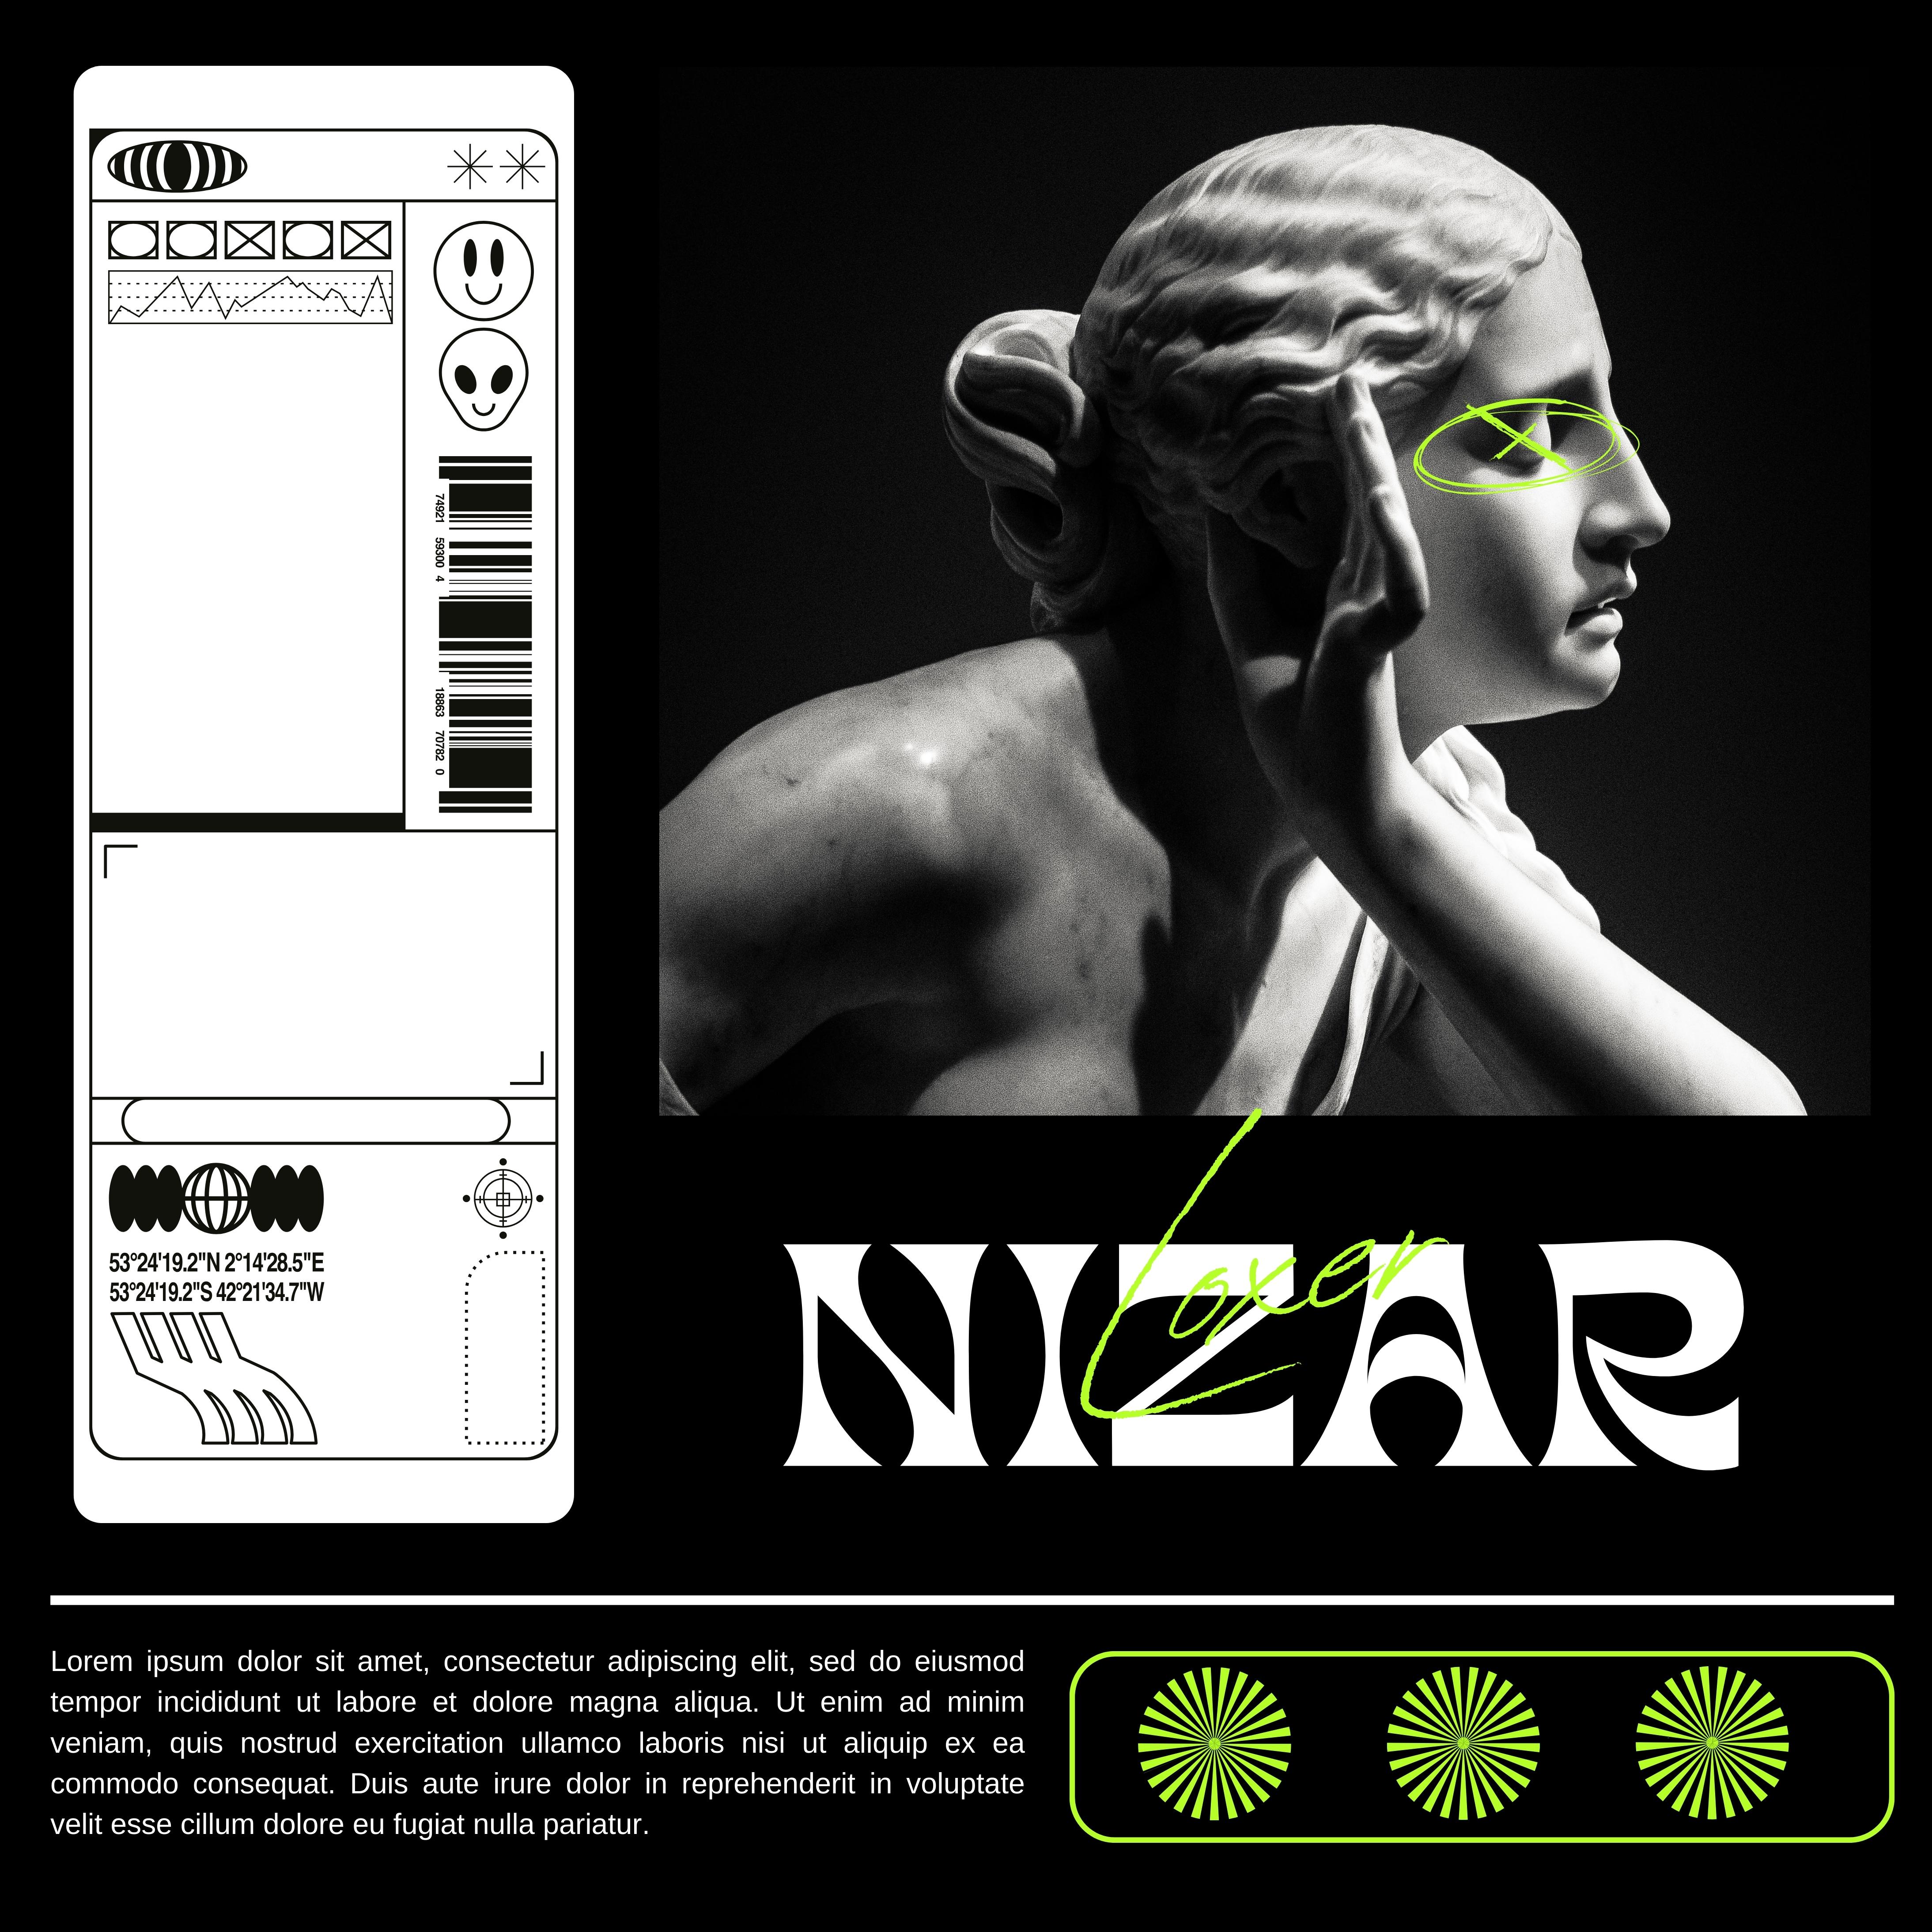 74921 59300 4
18863 70782 0
53°24'19.2"N 2°14'28.5"E
53°24'19.2"S 42°21'34.7"W
Loxer
NIZAR
Lorem ipsum dolor sit amet, consectetur adipiscing elit, sed do eiusmod
tempor incididunt ut labore et dolore magna aliqua. Ut enim ad minim
veniam, quis nostrud exercitation ullamco laboris nisi ut aliquip ex ea
commodo consequat. Duis aute irure dolor in reprehenderit in voluptate
velit esse cillum dolore eu fugiat nulla pariatur.